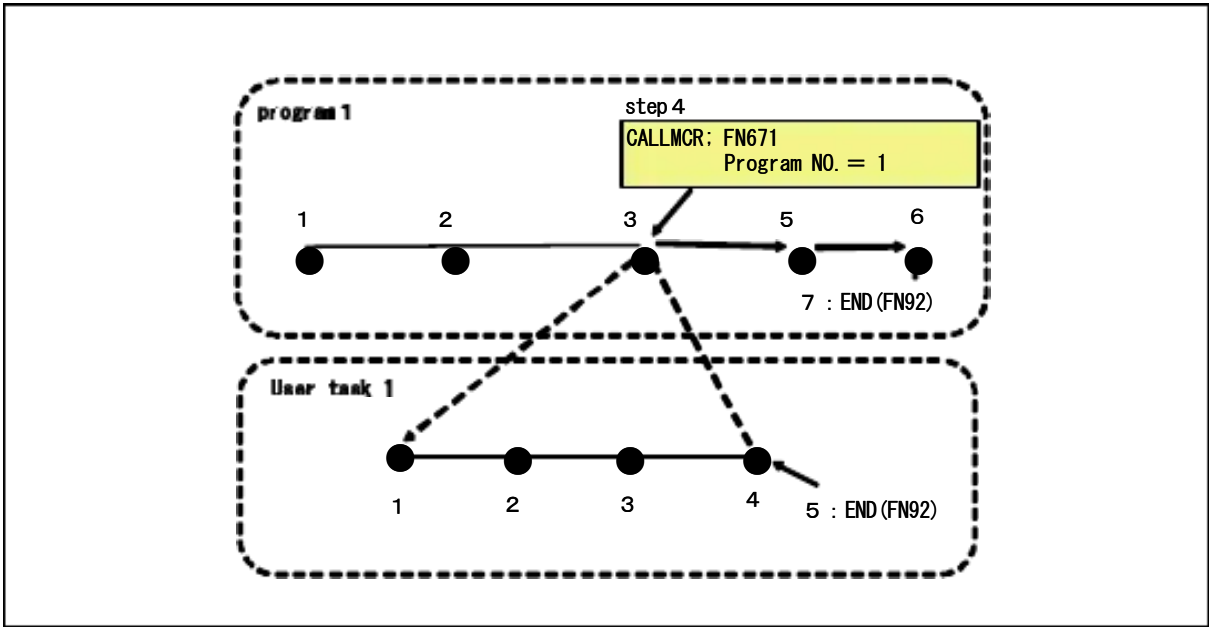 program 1
step 4
CALLMCR; FN671
Program NO.= 1
1 2 3 5 6
7 : END(FN92)
User task 1
1 2 3 4
5 : END(FN92)